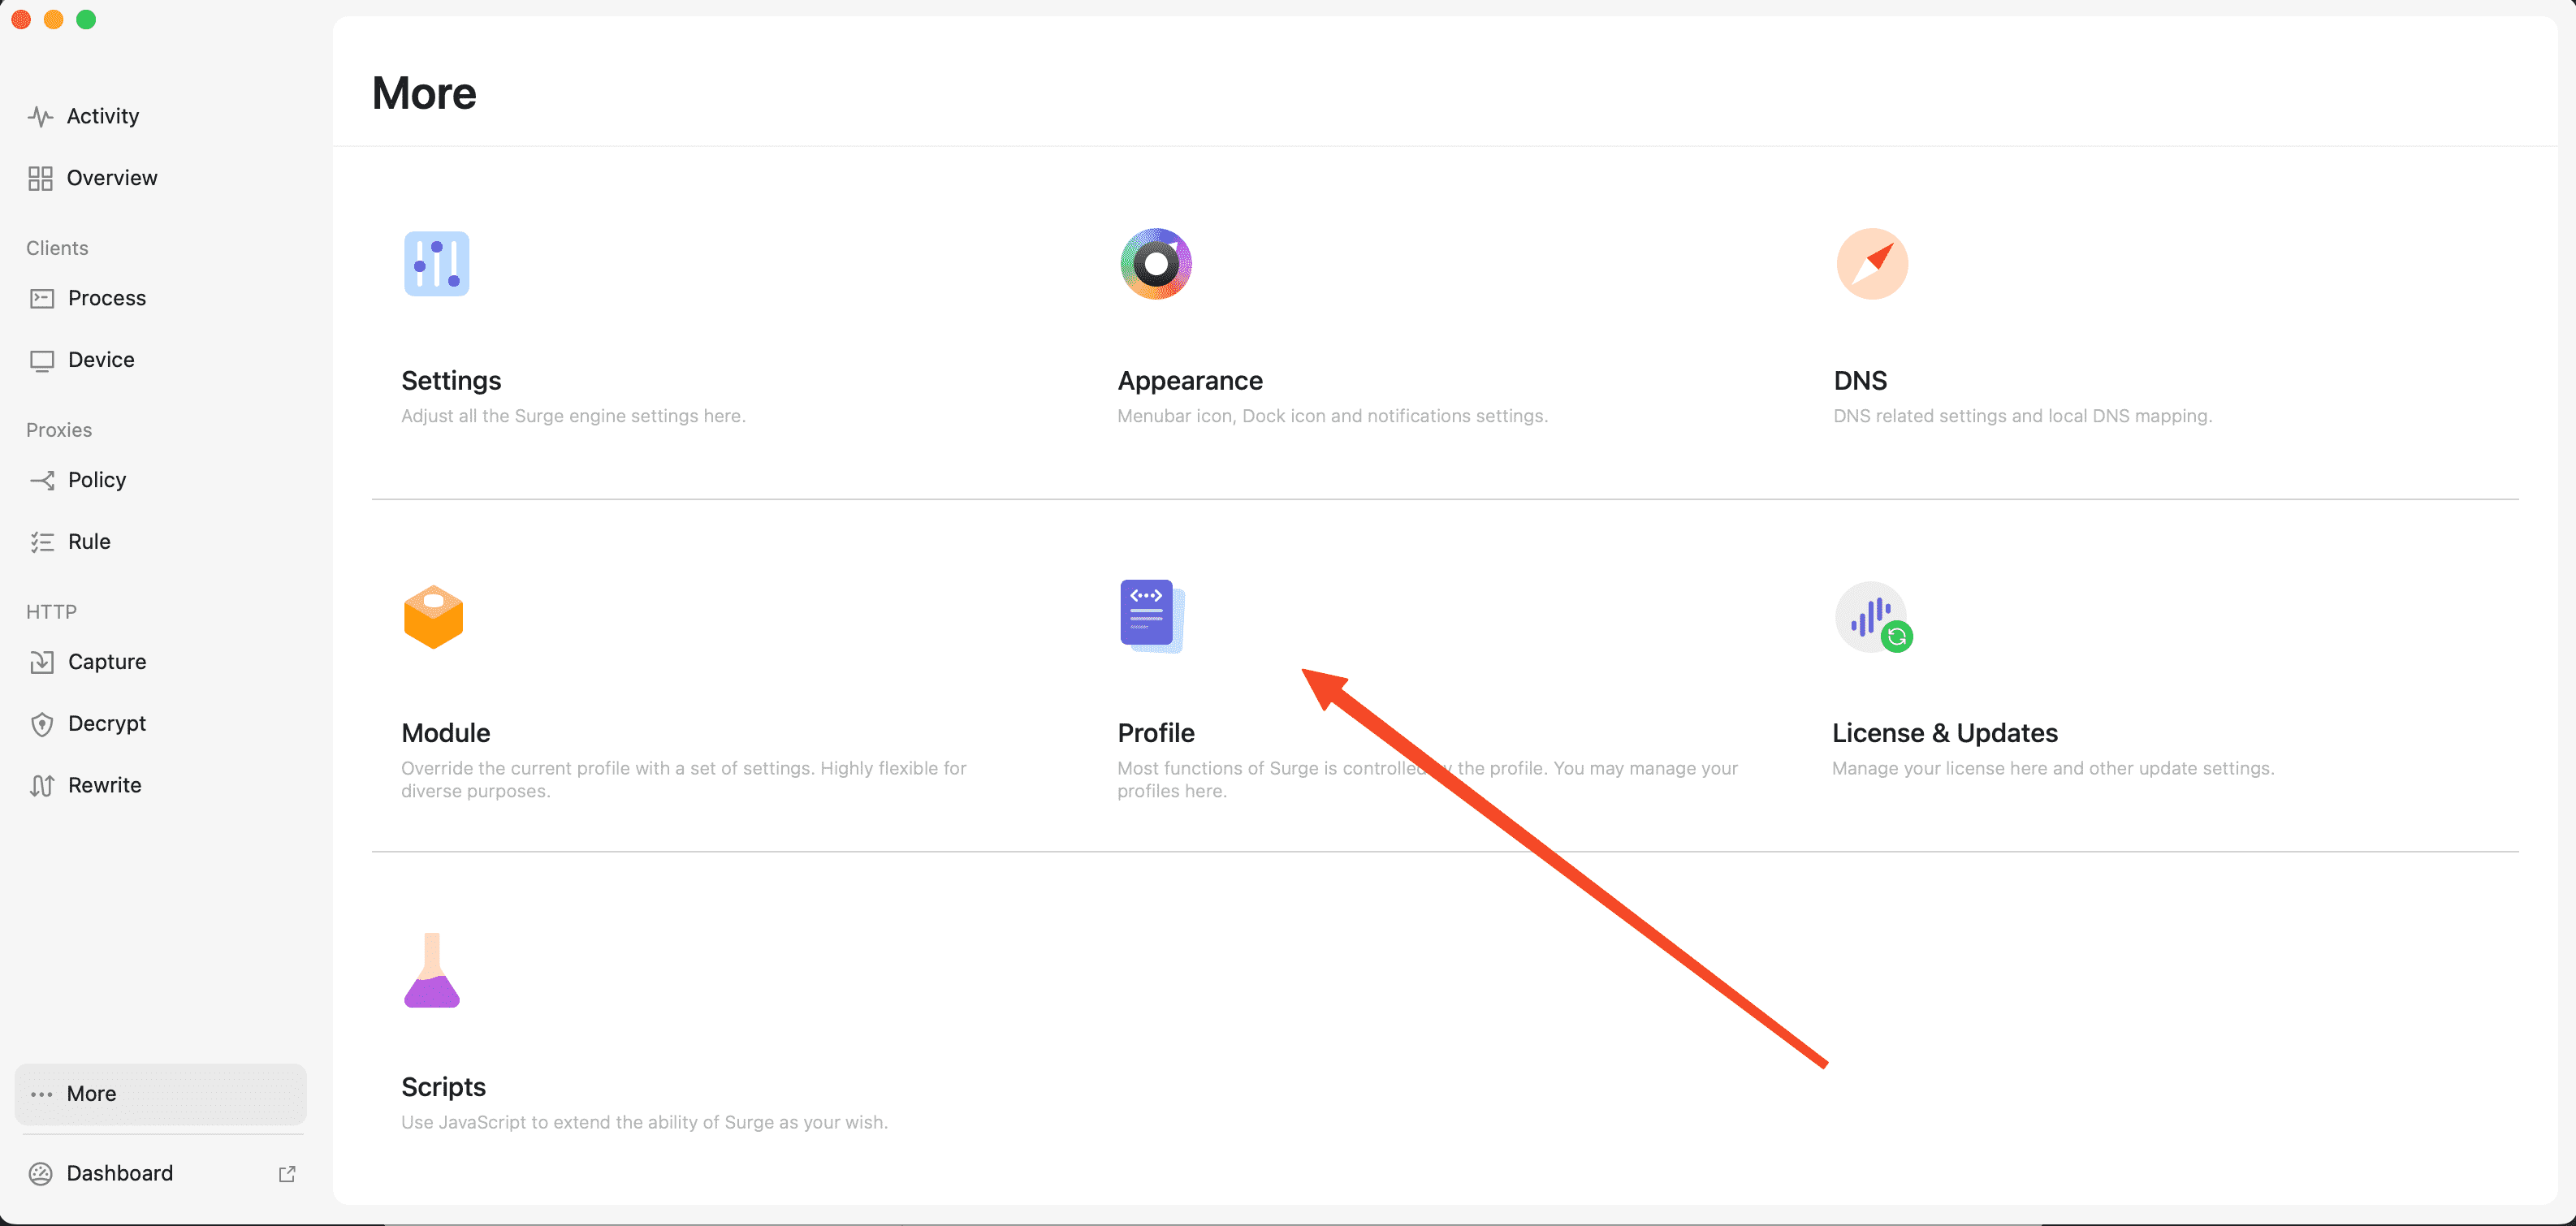 More
Activity
Overview
Clients
Process
Device
Proxies
Policy
Rule
HTTP
Capture
Decrypt
Rewrite
More
Dashboard
Settings
Adjust all the Surge engine settings here.
Appearance
Menubar icon, Dock icon and notifications settings.
DNS
DNS related settings and local DNS mapping.
Module
Override the current profile with a set of settings. Highly flexible for
diverse purposes.
Profile
Most functions of Surge is controlled by the profile. You may manage your
profiles here.
License & Updates
Manage your license here and other update settings.
Scripts
Use JavaScript to extend the ability of Surge as your wish.